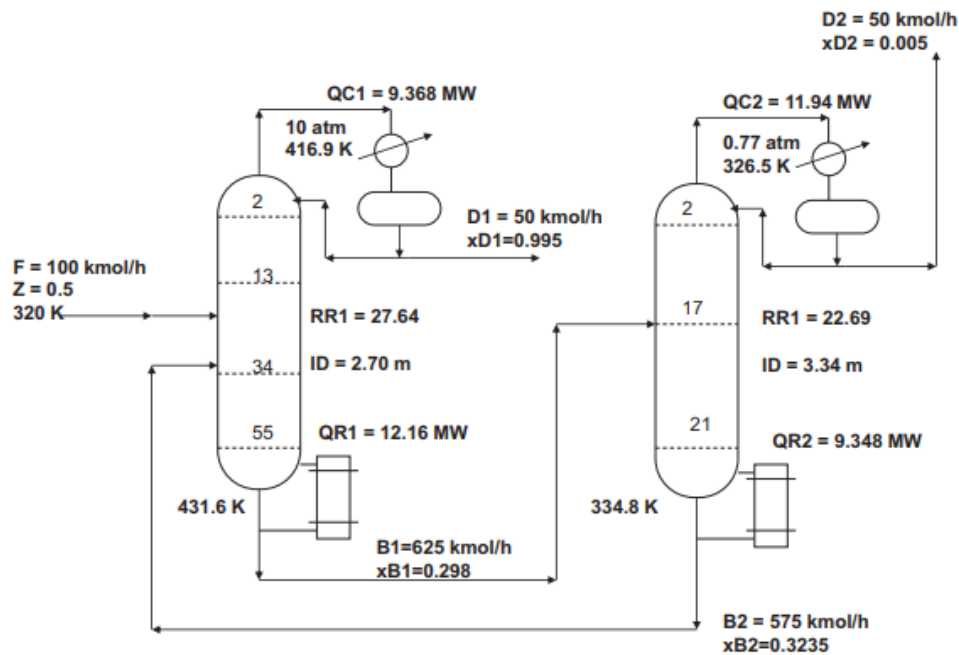 D2 = 50 kmol/h
xD2 = 0.005
QC1 = 9.368 MW
QC2 = 11.94 MW
10 atm
416.9 K
0.77 atm
326.5 K
2
2
D1 = 50 kmol/h
xD1=0.995
F = 100 kmol/h
Z = 0.5
320 K
13
RR1 = 27.64
17
RR1 = 22.69
34
ID = 2.70 m
ID = 3.34 m
55
QR1 = 12.16 MW
21
QR2 = 9.348 MW
431.6 K
334.8 K
B1=625 kmol/h
xB1=0.298
B2 = 575 kmol/h
xB2=0.3235